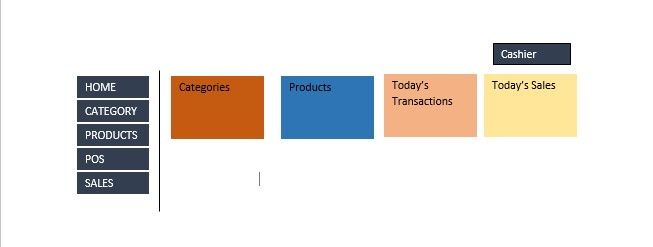 Cashier
HOME
CATEGORY
PRODUCTS
POS
SALES
Categories
Products
Today's
Transactions
Today's Sales